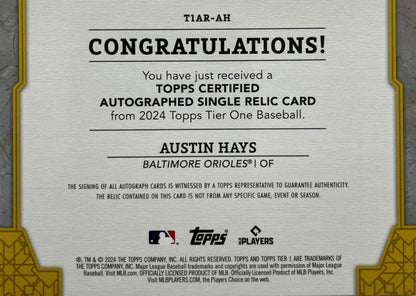 T1AR-AH
CONGRATULATIONS!
You have just received a
TOPPS CERTIFIED
AUTOGRAPHED SINGLE RELIC CARD
from 2024 Topps Tier One Baseball.
AUSTIN HAYS
BALTIMORE ORIOLES® | OF
THE SIGNING OF ALL AUTOGRAPH CARDS IS WITNESSED BY A TOPPS REPRESENTATIVE TO GUARANTEE AUTHENTICITY.
THE RELIC CONTAINED ON THIS CARD IS NOT FROM ANY SPECIFIC GAME, EVENT OR SEASON.
Topps
PLAYERS
®, TM & © 2024 THE TOPPS COMPANY, INC. ALL RIGHTS RESERVED. TOPPS AND TOPPS TIER 1 ARE TRADEMARKS OF
THE TOPPS COMPANY, INC. Major League Baseball trademarks and copyrights are used with permission of Major League
Baseball. Visit MLB.com. OFFICIALLY LICENSED PRODUCT OF MLB. Officially Licensed Product of MLB Players, Inc.
Visit MLBPLAYERS.com, the Players Choice on the web.